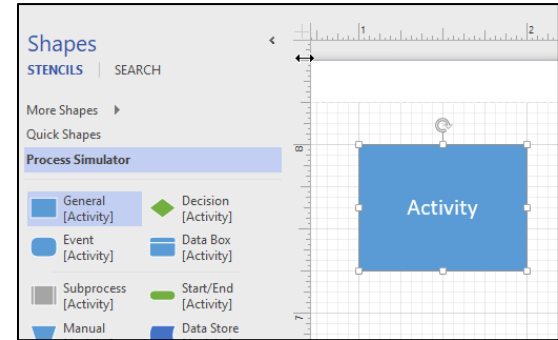 Shapes
STENCILS SEARCH
More Shapes
Quick Shapes
Process Simulator
General
[Activity]
Decision
[Activity]
Event
[Activity]
Data Box
[Activity]
Subprocess
[Activity]
Start/End
[Activity]
Manual
Data Store
1
2
8
7
Activity